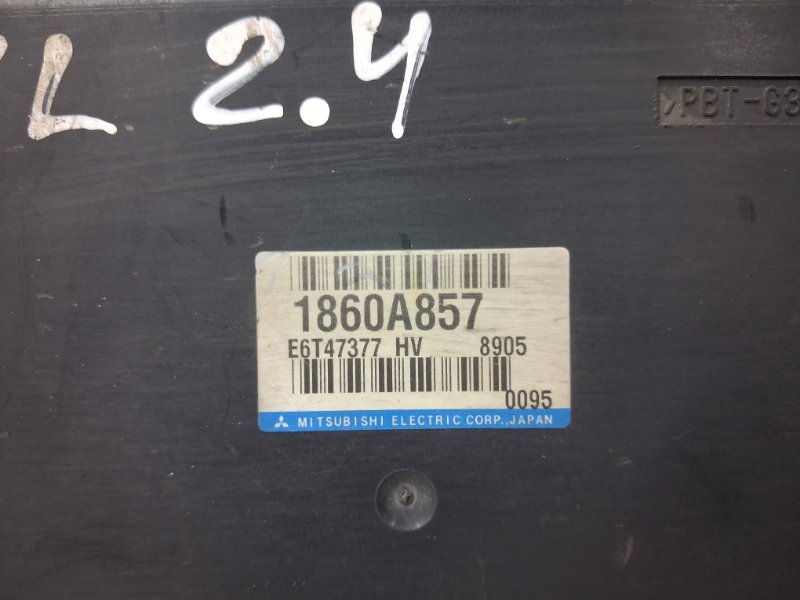 L 2.4
>PBT-G3
1860A857
E6T47377 HV 8905
0095
MITSUBISHI ELECTRIC CORP.,JAPAN